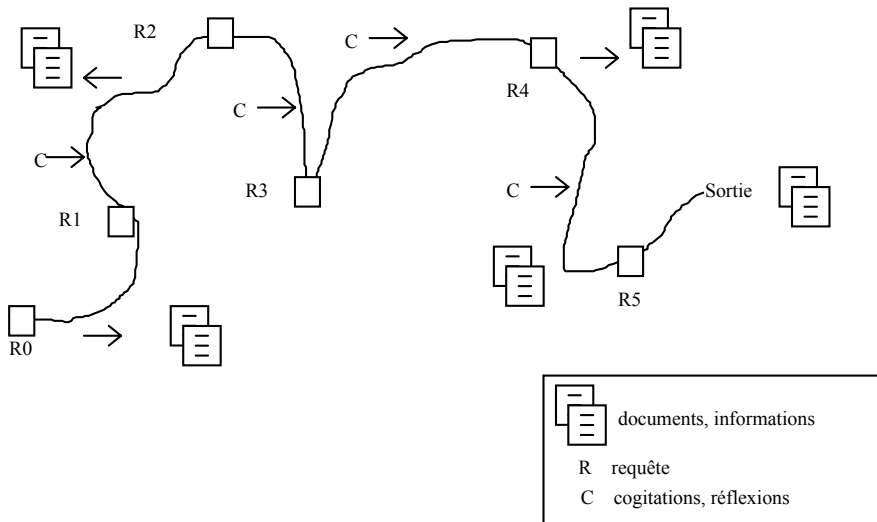 R2
C
R4
C
C
R3
C
Sortie
R1
R5
R0
documents, informations
R requête
C cogitations, réflexions